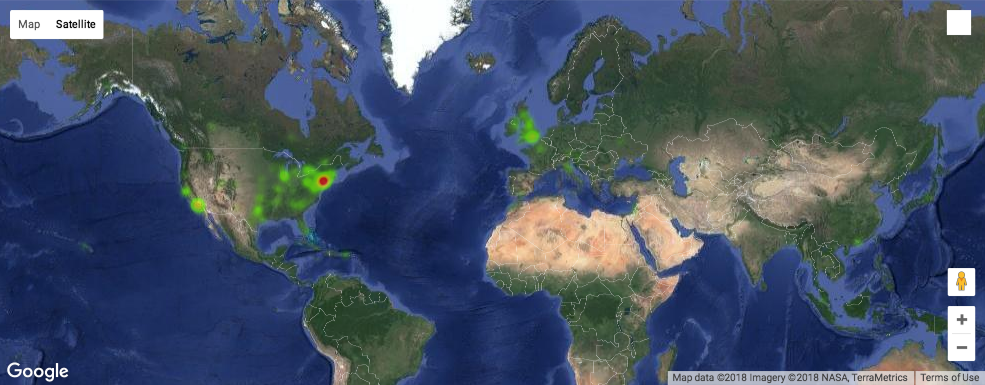 Map Satellite
Google
Map data ©2018 Imagery ©2018 NASA, TerraMetrics Terms of Use